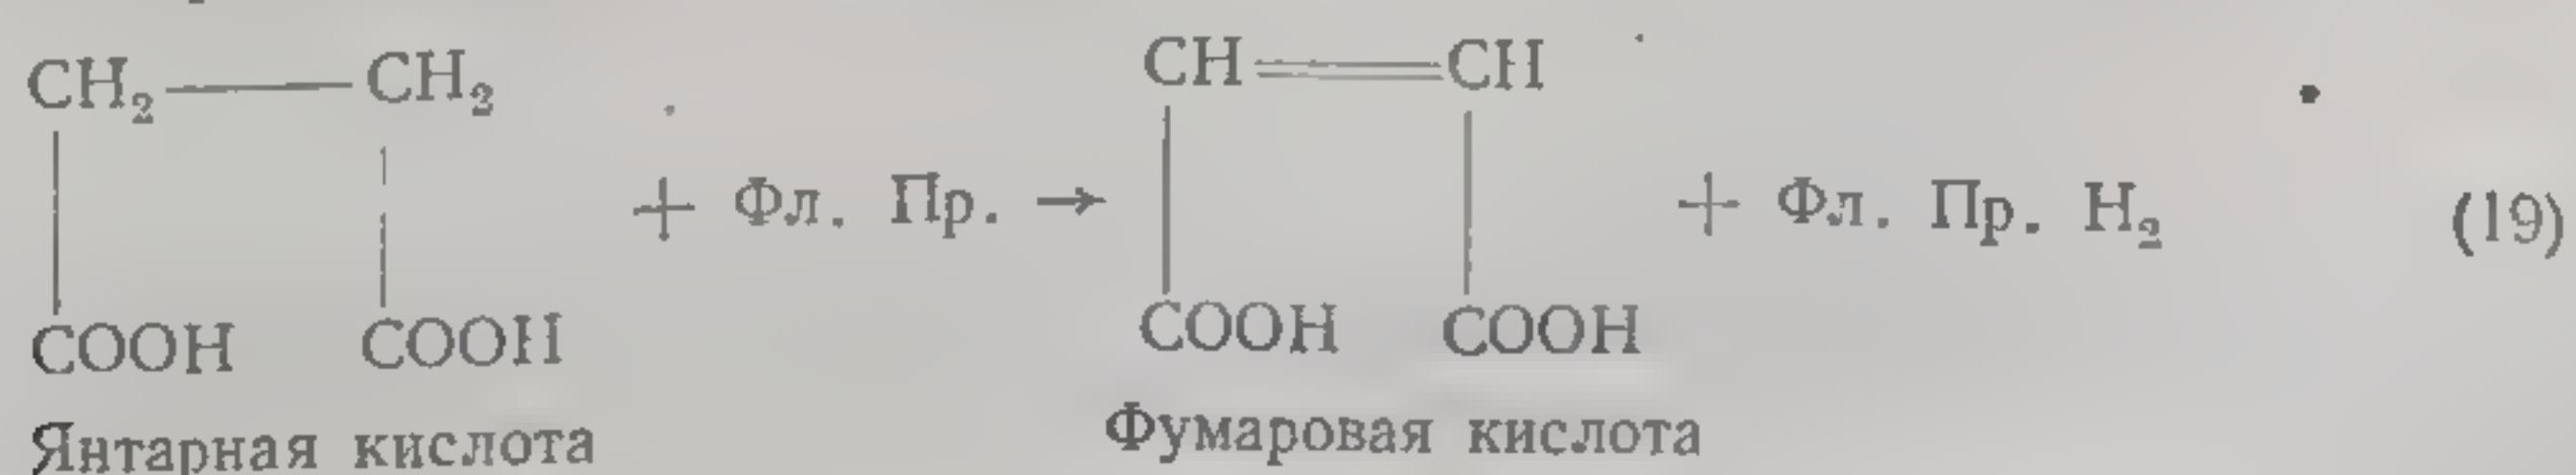 CH₂—CH₂ CH=CH
+ Фл. Пр. → + Фл. Пр. H₂ (19)
COOH COOH COOH COOH
Янтарная кислота Фумаровая кислота